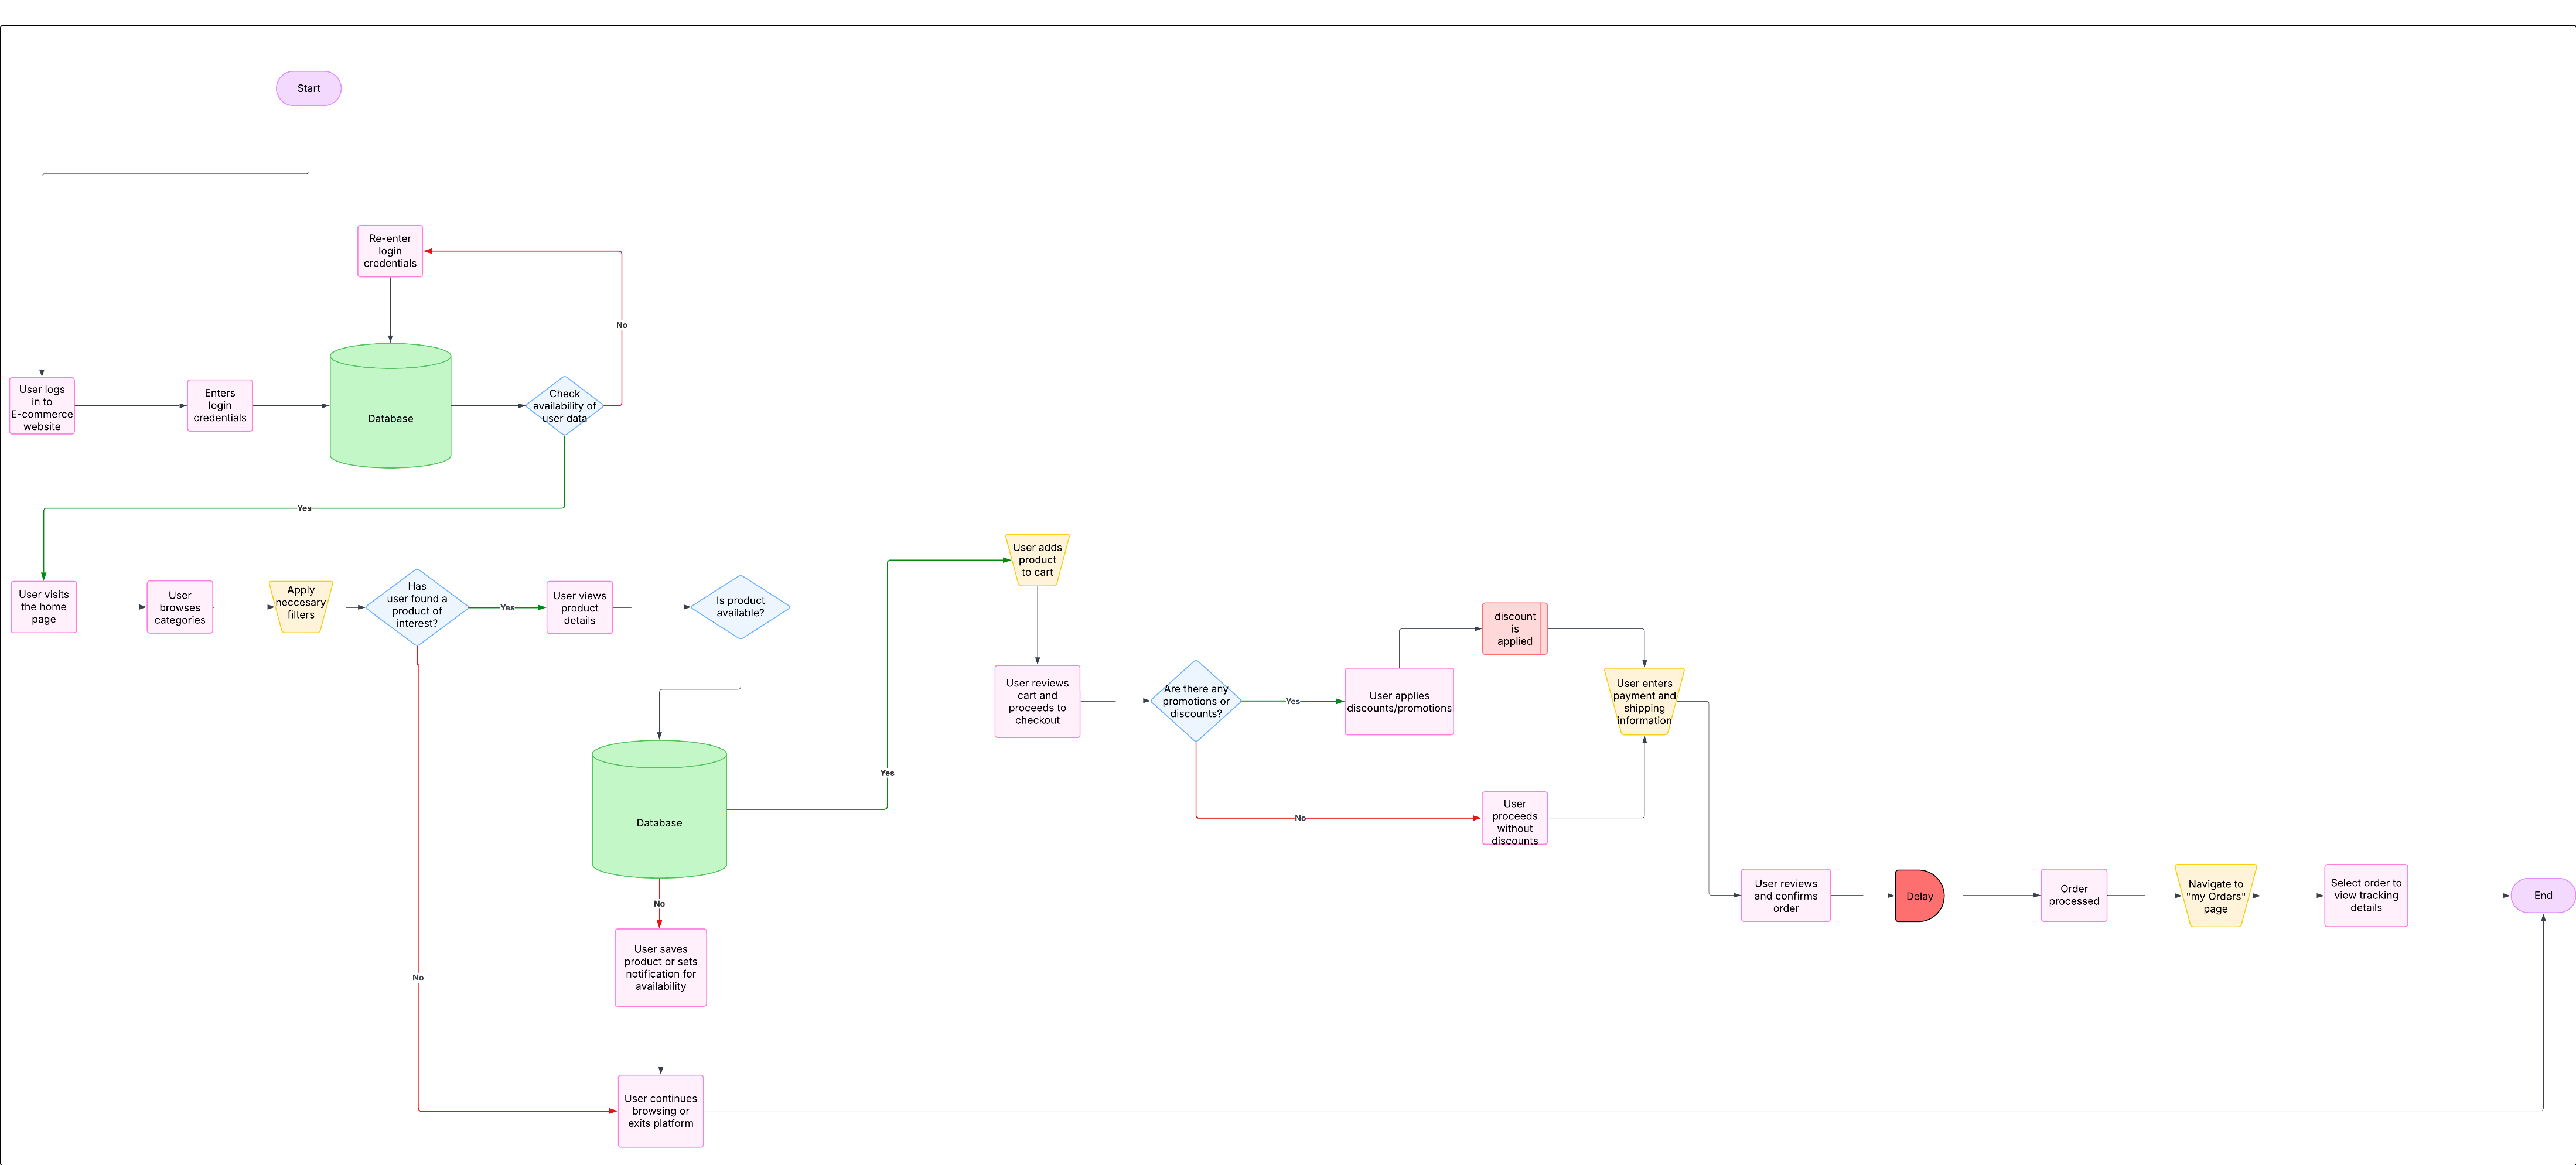 Start
Re-enter
login
credentials
No
User logs
in to
E-commerce
website
Enters
login
credentials
Database
Check
availability of
user data
Yes
User visits
the home
page
User
browses
categories
Apply
neccesary
filters
Has
user found a
product of
interest?
Yes
User views
product
details
Is product
available?
User adds
product
to cart
discount
is
applied
User reviews
cart and
proceeds to
checkout
Are there any
promotions or
discounts?
Yes
User applies
discounts/promotions
User enters
payment and
shipping
information
Yes
Database
No
User
proceeds
without
discounts
User reviews
and confirms
order
Delay
Order
processed
Navigate to
"my Orders"
page
Select order to
view tracking
details
End
No
User saves
product or sets
notification for
availability
No
User continues
browsing or
exits platform